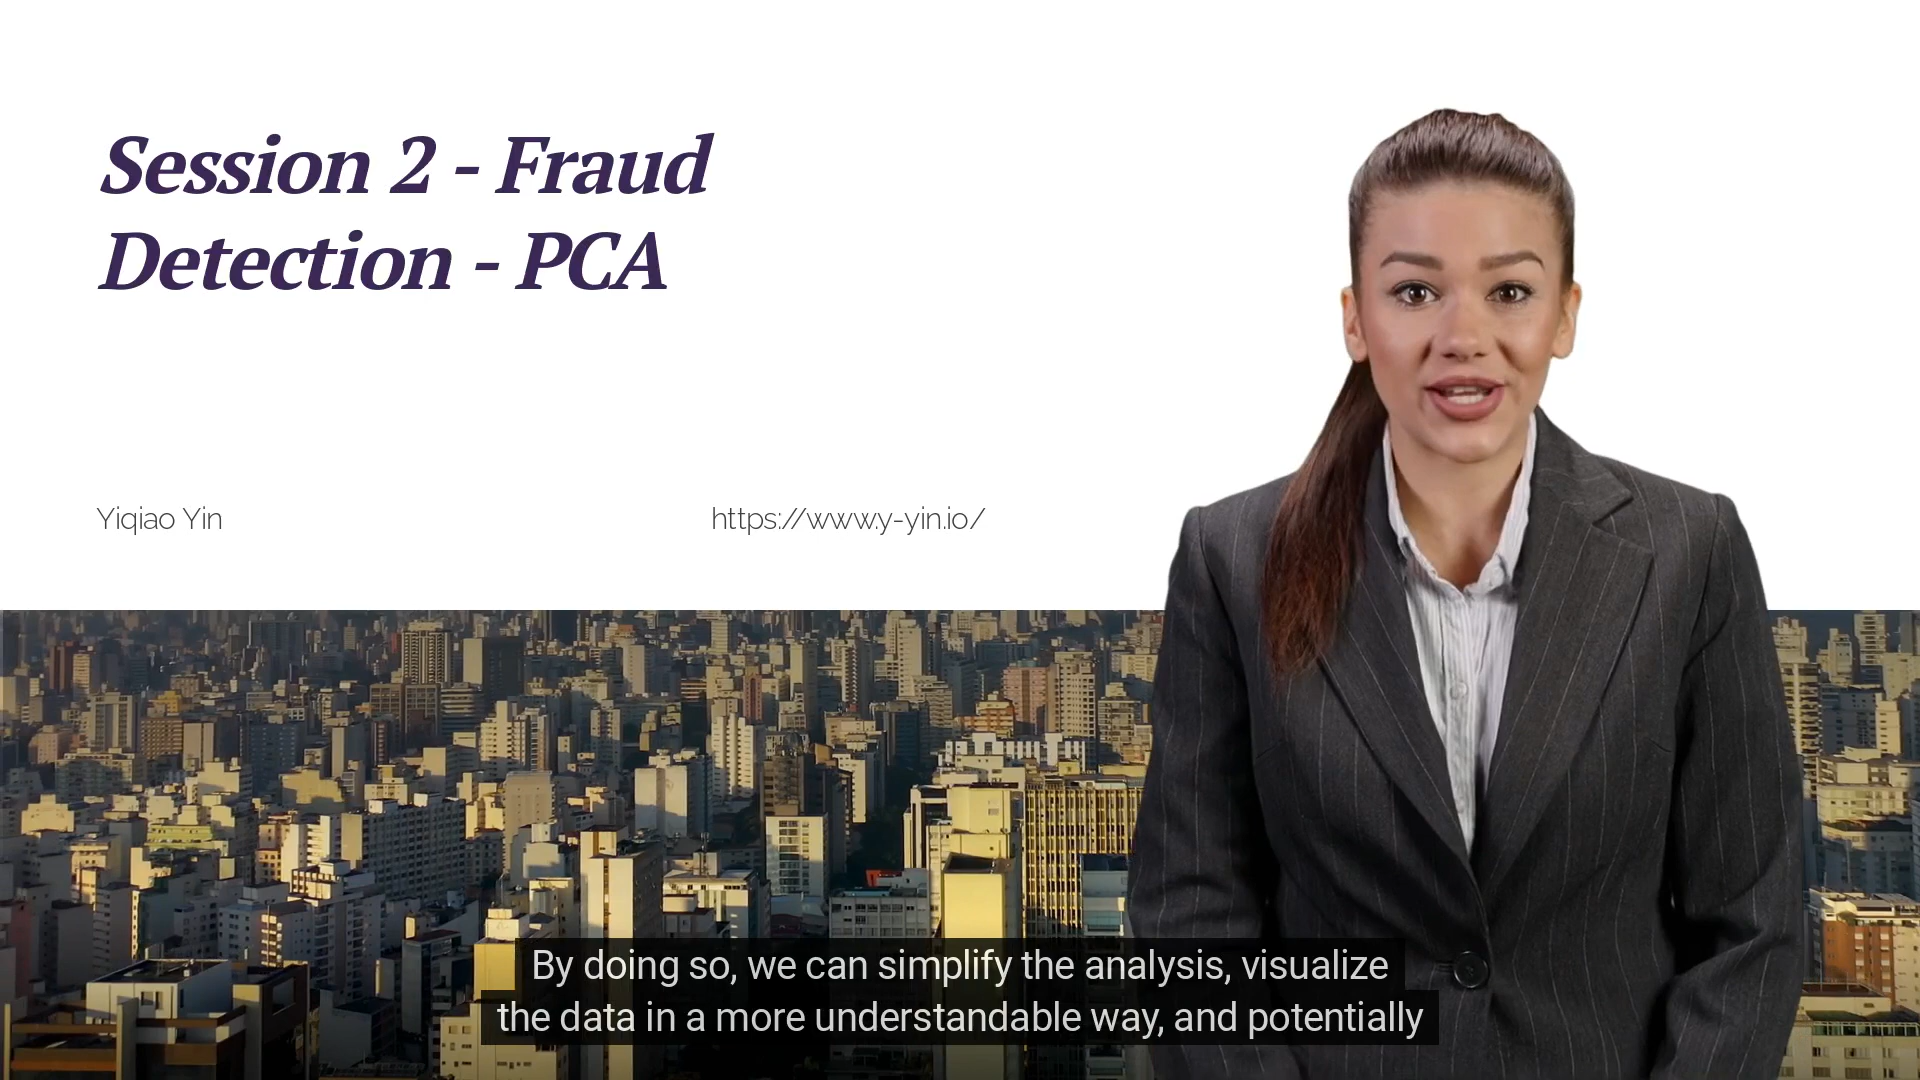 Session 2 - Fraud
Detection - PCA
Yiqiao Yin
https://www.y-yin.io/
By doing so, we can simplify the analysis, visualize
the data in a more understandable way, and potentially